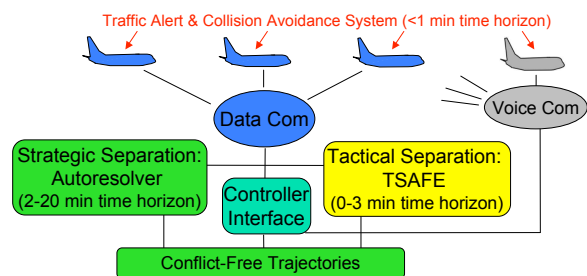 Traffic Alert & Collision Avoidance System (<1 min time horizon)
Data Com
Voice Com
Strategic Separation:
Autoresolver
(2-20 min time horizon)
Controller
Interface
Tactical Separation:
TSAFE
(0-3 min time horizon)
Conflict-Free Trajectories